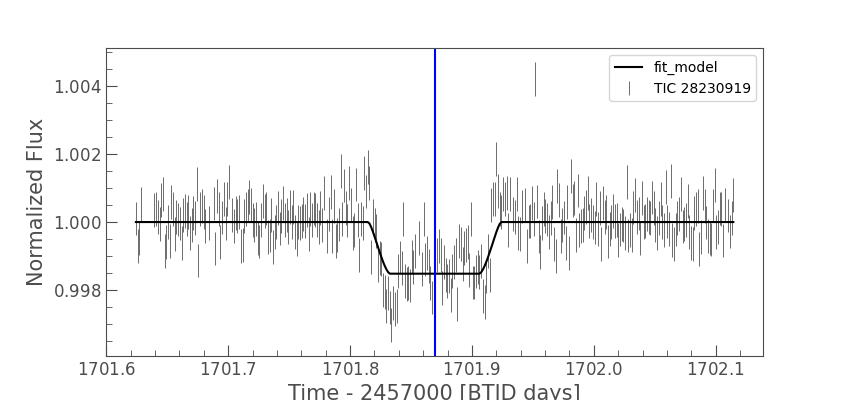 fit_model
TIC 28230919
Normalized Flux
1.004
1.002
1.000
0.998
1701.6 1701.7 1701.8 1701.9 1702.0 1702.1
Time - 2457000 [BTJD days]